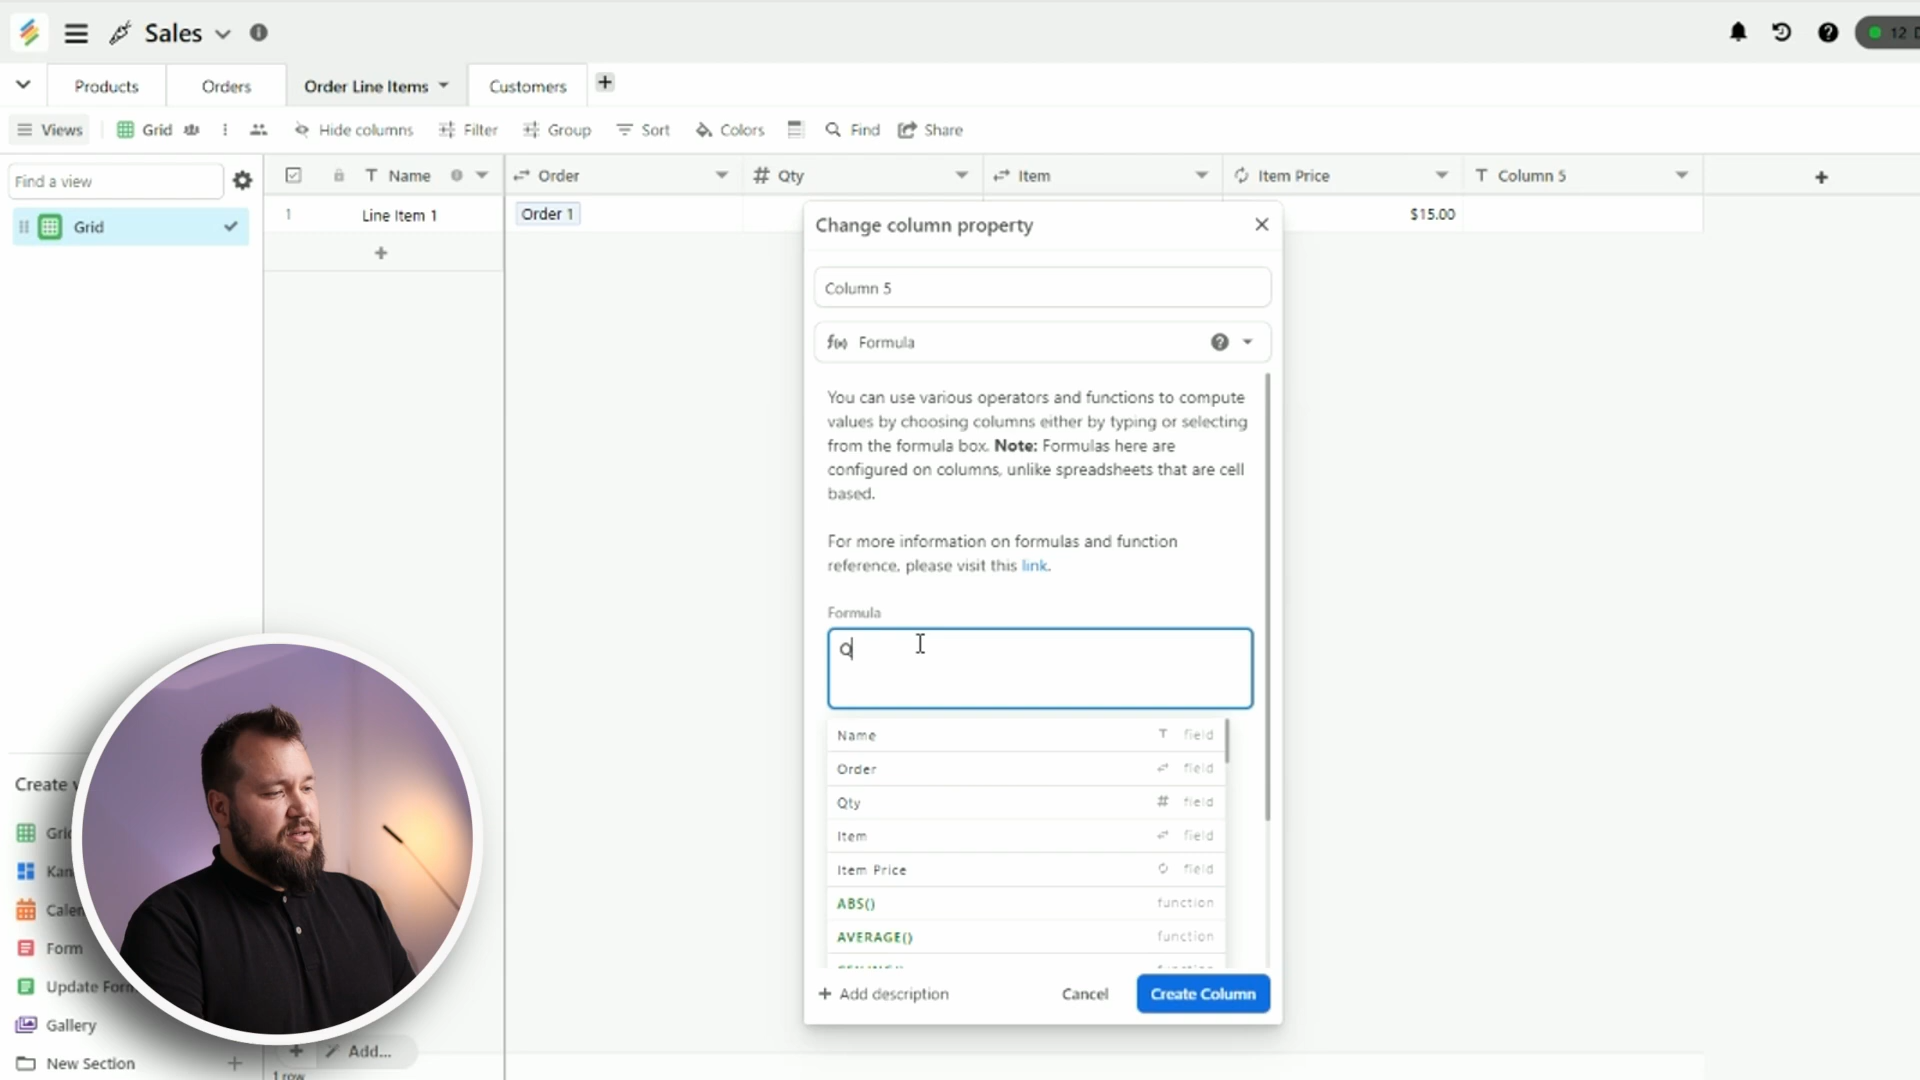 Sales
12
Products
Orders
Order Line Items
Customers
Views
Grid
Hide columns
Filter
Group
Sort
Colors
Find
Share
Find a view
Grid
Name
Order
Qty
Item
Item Price
Column 5
1
Line Item 1
Order 1
$15.00
Change column property
Column 5
Formula
You can use various operators and functions to compute
values by choosing columns either by typing or selecting
from the formula box. Note: Formulas here are
configured on columns, unlike spreadsheets that are cell
based.
For more information on formulas and function
reference, please visit this link.
Formula
Q
Name field
Order field
Qty field
Item field
Item Price field
ABS() function
AVERAGE() function
Add description
Cancel
Create Column
Create
Form
Gallery
New Section
Add...
1 row